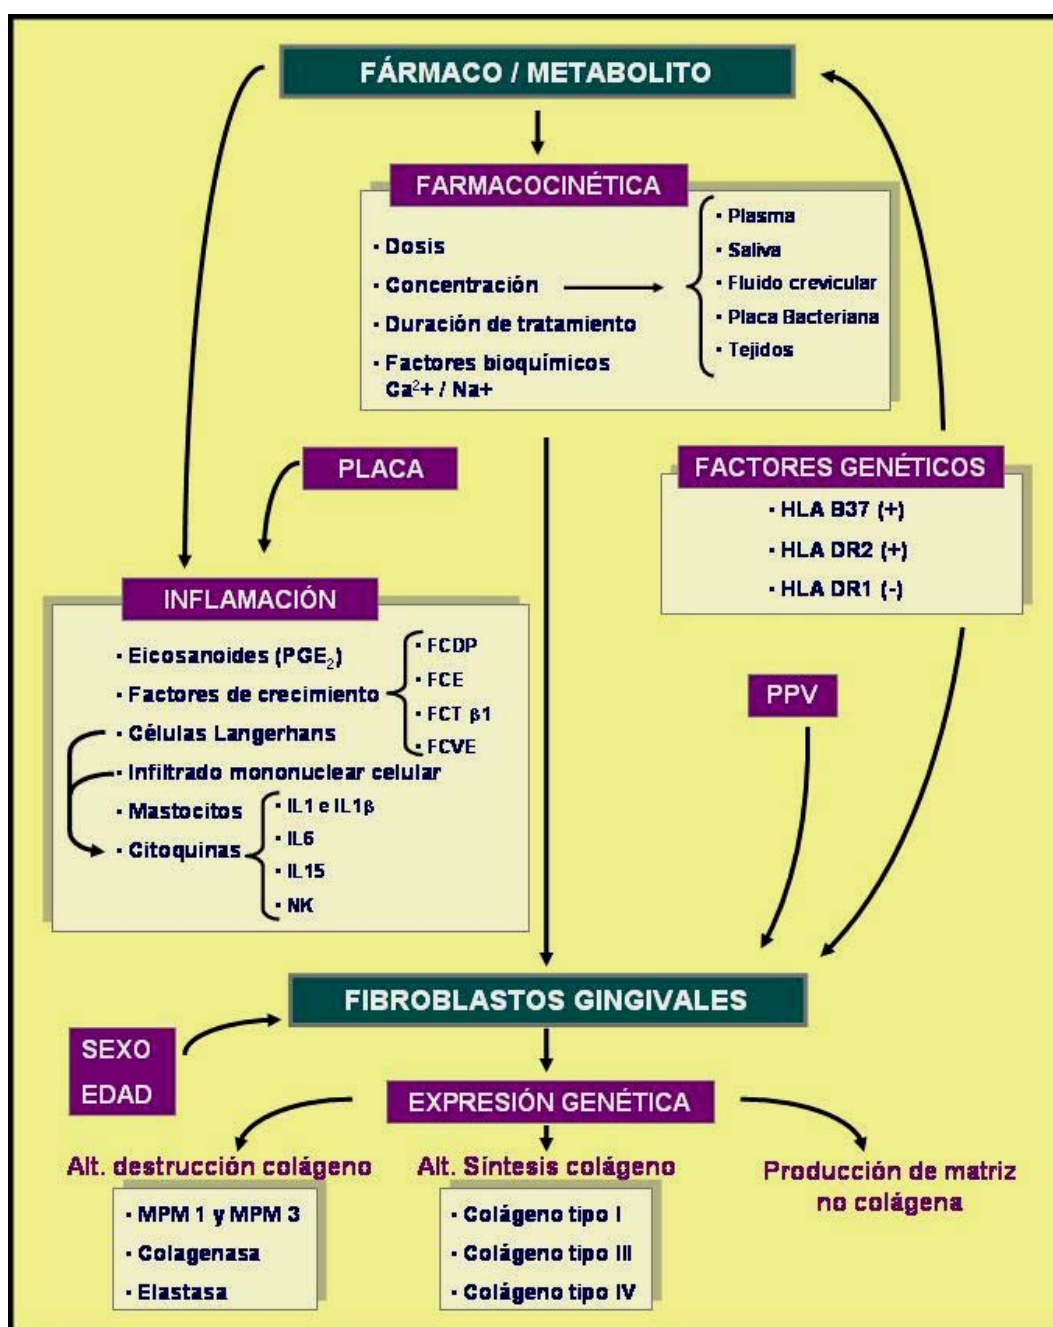 FÁRMACO / METABOLITO
FARMACOCINÉTICA
· Dosis
· Concentración
· Duración de tratamiento
· Factores bioquímicos
Ca²+ / Na+
· Plasma
· Saliva
· Fluido crevicular
· Placa Bacteriana
· Tejidos
PLACA
FACTORES GENÉTICOS
· HLA B37 (+)
· HLA DR2 (+)
· HLA DR1 (-)
INFLAMACIÓN
· Eicosanoides (PGE₂)
· Factores de crecimiento
· FCDP
· FCE
· FCT β1
· FCVE
· Células Langerhans
· Infiltrado mononuclear celular
· Mastocitos
· Citoquinas
· IL1 e IL1β
· IL6
· IL15
· NK
PPV
FIBROBLASTOS GINGIVALES
SEXO
EDAD
EXPRESIÓN GENÉTICA
Alt. destrucción colágeno
· MPM 1 y MPM 3
· Colagenasa
· Elastasa
Alt. Síntesis colágeno
· Colágeno tipo I
· Colágeno tipo III
· Colágeno tipo IV
Producción de matriz
no colágena